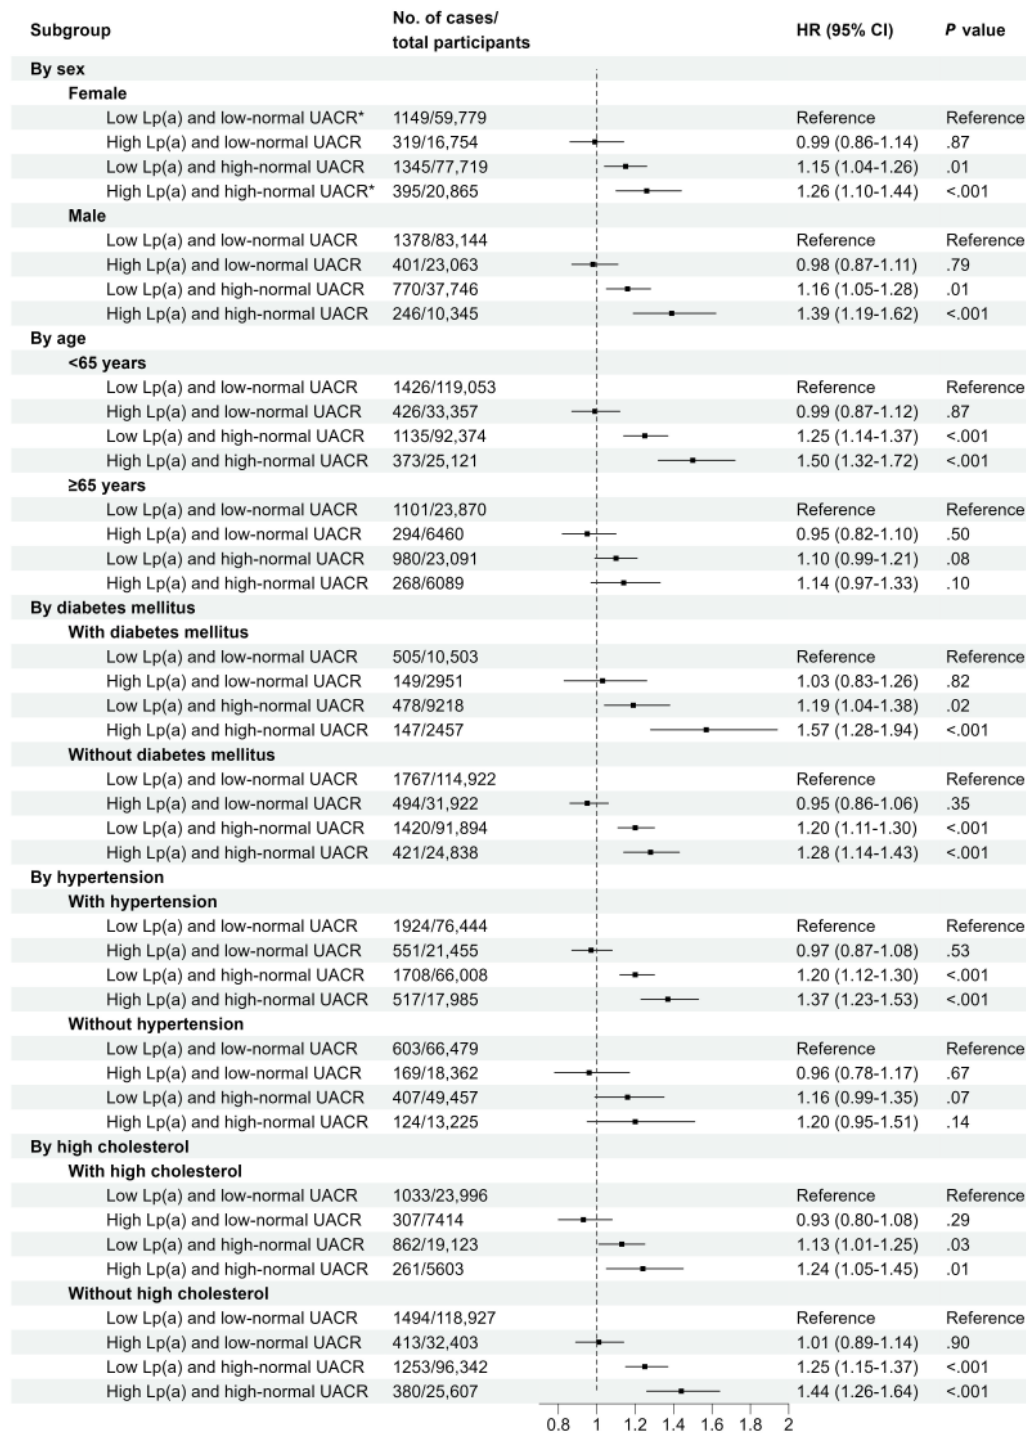 Subgroup No. of cases/ total participants HR (95% CI) P value
By sex
Female
Low Lp(a) and low-normal UACR* 1149/59,779 Reference Reference
High Lp(a) and low-normal UACR 319/16,754 0.99 (0.86-1.14) .87
Low Lp(a) and high-normal UACR 1345/77,719 1.15 (1.04-1.26) .01
High Lp(a) and high-normal UACR* 395/20,865 1.26 (1.10-1.44) <.001
Male
Low Lp(a) and low-normal UACR 1378/83,144 Reference Reference
High Lp(a) and low-normal UACR 401/23,063 0.98 (0.87-1.11) .79
Low Lp(a) and high-normal UACR 770/37,746 1.16 (1.05-1.28) .01
High Lp(a) and high-normal UACR 246/10,345 1.39 (1.19-1.62) <.001
By age
<65 years
Low Lp(a) and low-normal UACR 1426/119,053 Reference Reference
High Lp(a) and low-normal UACR 426/33,357 0.99 (0.87-1.12) .87
Low Lp(a) and high-normal UACR 1135/92,374 1.25 (1.14-1.37) <.001
High Lp(a) and high-normal UACR 373/25,121 1.50 (1.32-1.72) <.001
≥65 years
Low Lp(a) and low-normal UACR 1101/23,870 Reference Reference
High Lp(a) and low-normal UACR 294/6460 0.95 (0.82-1.10) .50
Low Lp(a) and high-normal UACR 980/23,091 1.10 (0.99-1.21) .08
High Lp(a) and high-normal UACR 268/6089 1.14 (0.97-1.33) .10
By diabetes mellitus
With diabetes mellitus
Low Lp(a) and low-normal UACR 505/10,503 Reference Reference
High Lp(a) and low-normal UACR 149/2951 1.03 (0.83-1.26) .82
Low Lp(a) and high-normal UACR 478/9218 1.19 (1.04-1.38) .02
High Lp(a) and high-normal UACR 147/2457 1.57 (1.28-1.94) <.001
Without diabetes mellitus
Low Lp(a) and low-normal UACR 1767/114,922 Reference Reference
High Lp(a) and low-normal UACR 494/31,922 0.95 (0.86-1.06) .35
Low Lp(a) and high-normal UACR 1420/91,894 1.20 (1.11-1.30) <.001
High Lp(a) and high-normal UACR 421/24,838 1.28 (1.14-1.43) <.001
By hypertension
With hypertension
Low Lp(a) and low-normal UACR 1924/76,444 Reference Reference
High Lp(a) and low-normal UACR 551/21,455 0.97 (0.87-1.08) .53
Low Lp(a) and high-normal UACR 1708/66,008 1.20 (1.12-1.30) <.001
High Lp(a) and high-normal UACR 517/17,985 1.37 (1.23-1.53) <.001
Without hypertension
Low Lp(a) and low-normal UACR 603/66,479 Reference Reference
High Lp(a) and low-normal UACR 169/18,362 0.96 (0.78-1.17) .67
Low Lp(a) and high-normal UACR 407/49,457 1.16 (0.99-1.35) .07
High Lp(a) and high-normal UACR 124/13,225 1.20 (0.95-1.51) .14
By high cholesterol
With high cholesterol
Low Lp(a) and low-normal UACR 1033/23,996 Reference Reference
High Lp(a) and low-normal UACR 307/7414 0.93 (0.80-1.08) .29
Low Lp(a) and high-normal UACR 862/19,123 1.13 (1.01-1.25) .03
High Lp(a) and high-normal UACR 261/5603 1.24 (1.05-1.45) .01
Without high cholesterol
Low Lp(a) and low-normal UACR 1494/118,927 Reference Reference
High Lp(a) and low-normal UACR 413/32,403 1.01 (0.89-1.14) .90
Low Lp(a) and high-normal UACR 1253/96,342 1.25 (1.15-1.37) <.001
High Lp(a) and high-normal UACR 380/25,607 1.44 (1.26-1.64) <.001
0.8 1 1.2 1.4 1.6 1.8 2